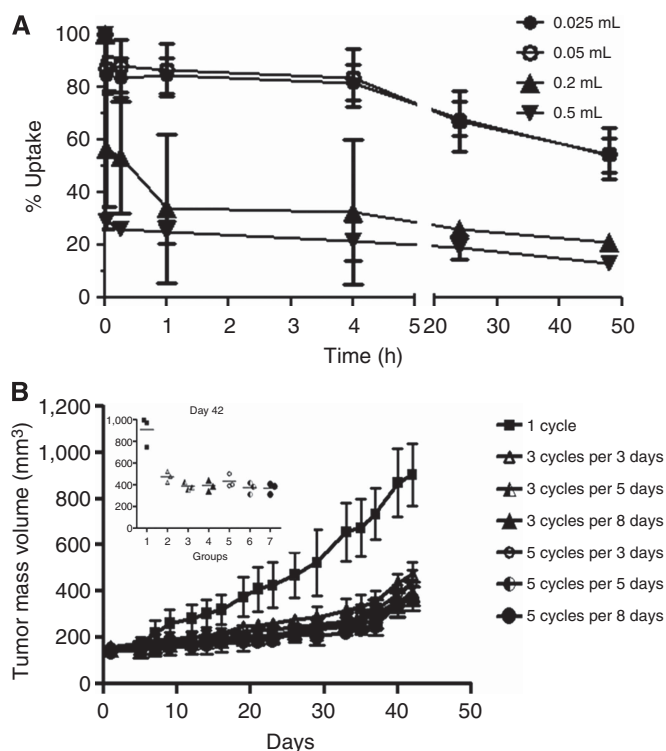 A
100
80
60
40
20
0
% Uptake
0 1 2 3 4 5 20 30 40 50
Time (h)
0.025 mL
0.05 mL
0.2 mL
0.5 mL
B
1,200
1,000
800
600
400
200
0
Tumor mass volume (mm³)
0 10 20 30 40 50
Days
Day 42
1,000
800
600
400
200
0
1 2 3 4 5 6 7
Groups
1 cycle
3 cycles per 3 days
3 cycles per 5 days
3 cycles per 8 days
5 cycles per 3 days
5 cycles per 5 days
5 cycles per 8 days